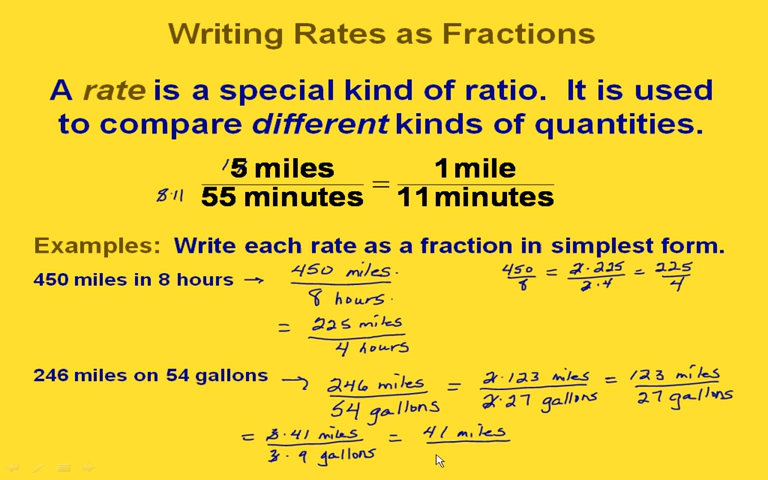 Writing Rates as Fractions
A rate is a special kind of ratio. It is used
to compare different kinds of quantities.
5 miles / 55 minutes = 1 mile / 11 minutes
Examples: Write each rate as a fraction in simplest form.
450 miles in 8 hours → 450 miles / 8 hours
450/8 = 2·225 / 2·4 = 225/4
= 225 miles / 4 hours
246 miles on 54 gallons → 246 miles / 54 gallons = 2·123 miles / 2·27 gallons = 123 miles / 27 gallons
= 3·41 miles / 3·9 gallons = 41 miles